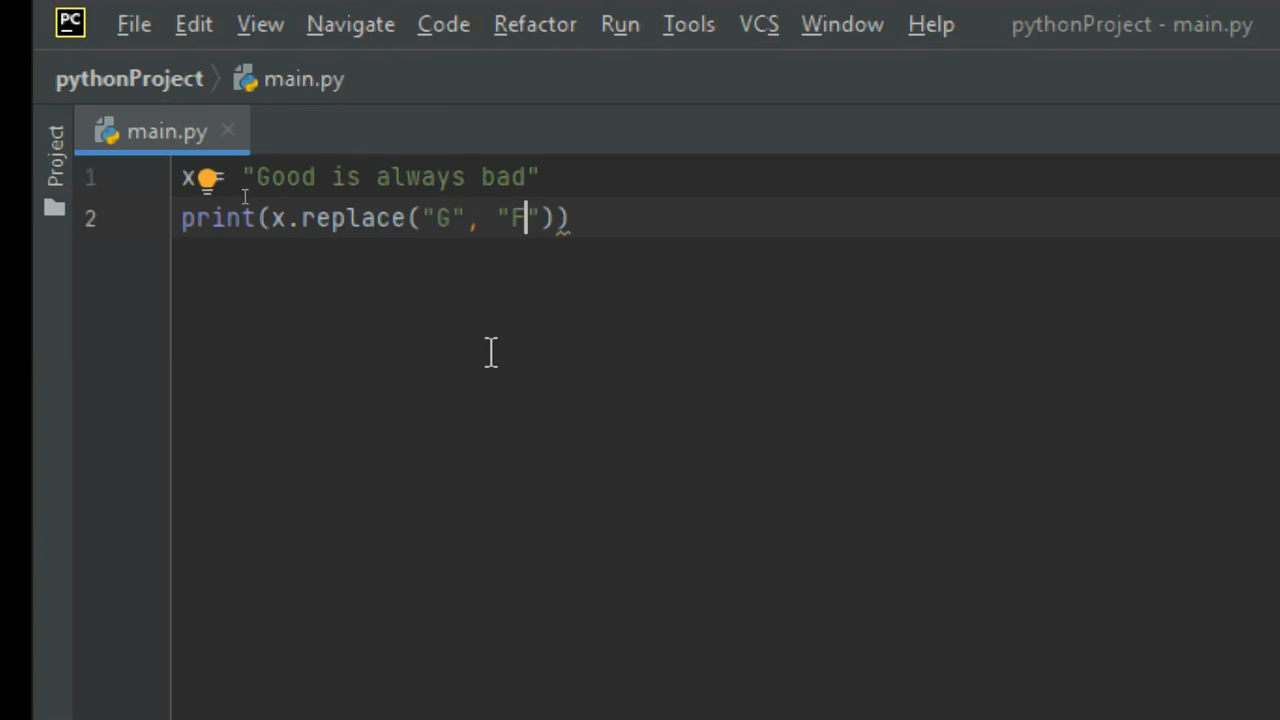 PC File Edit View Navigate Code Refactor Run Tools VCS Window Help pythonProject - main.py
pythonProject main.py
main.py
Project
1 x = "Good is always bad"
2 print(x.replace("G", "F"))